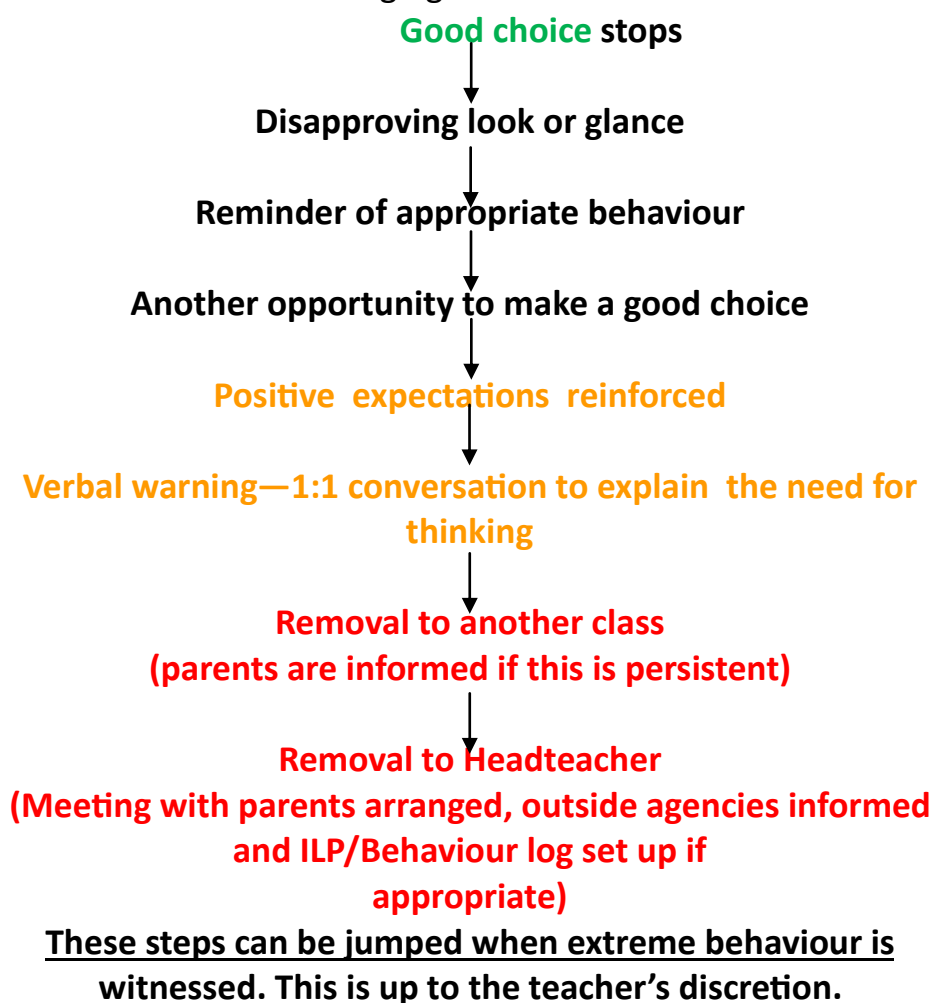 Good choice stops
Disapproving look or glance
Reminder of appropriate behaviour
Another opportunity to make a good choice
Positive expectations reinforced
Verbal warning—1:1 conversation to explain the need for
thinking
Removal to another class
(parents are informed if this is persistent)
Removal to Headteacher
(Meeting with parents arranged, outside agencies informed
and ILP/Behaviour log set up if
appropriate)
These steps can be jumped when extreme behaviour is
witnessed. This is up to the teacher’s discretion.